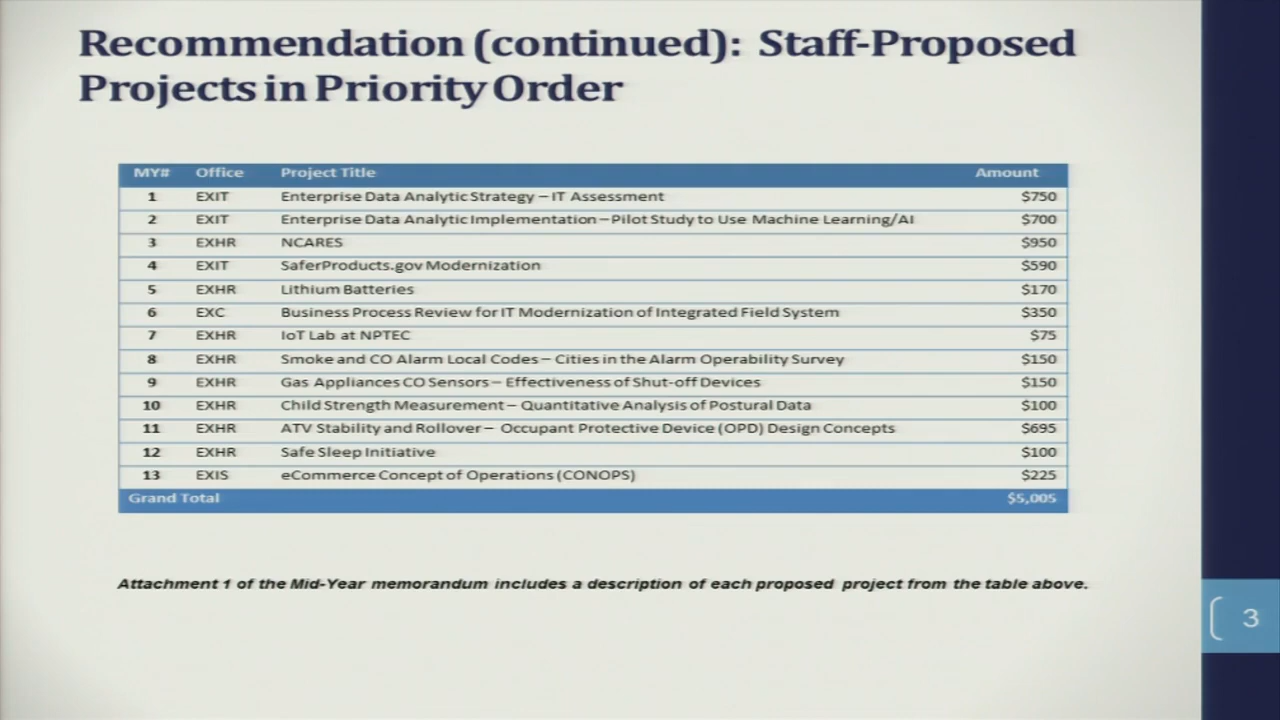 Recommendation (continued): Staff-Proposed
Projects in Priority Order
MY# Office Project Title Amount
1 EXIT Enterprise Data Analytic Strategy – IT Assessment $750
2 EXIT Enterprise Data Analytic Implementation – Pilot Study to Use Machine Learning/AI $700
3 EXHR NCARES $950
4 EXIT SaferProducts.gov Modernization $590
5 EXHR Lithium Batteries $170
6 EXC Business Process Review for IT Modernization of Integrated Field System $350
7 EXHR IoT Lab at NPTEC $75
8 EXHR Smoke and CO Alarm Local Codes – Cities in the Alarm Operability Survey $150
9 EXHR Gas Appliances CO Sensors – Effectiveness of Shut-off Devices $150
10 EXHR Child Strength Measurement – Quantitative Analysis of Postural Data $100
11 EXHR ATV Stability and Rollover – Occupant Protective Device (OPD) Design Concepts $695
12 EXHR Safe Sleep Initiative $100
13 EXIS eCommerce Concept of Operations (CONOPS) $225
Grand Total $5,005
Attachment 1 of the Mid-Year memorandum includes a description of each proposed project from the table above.
3